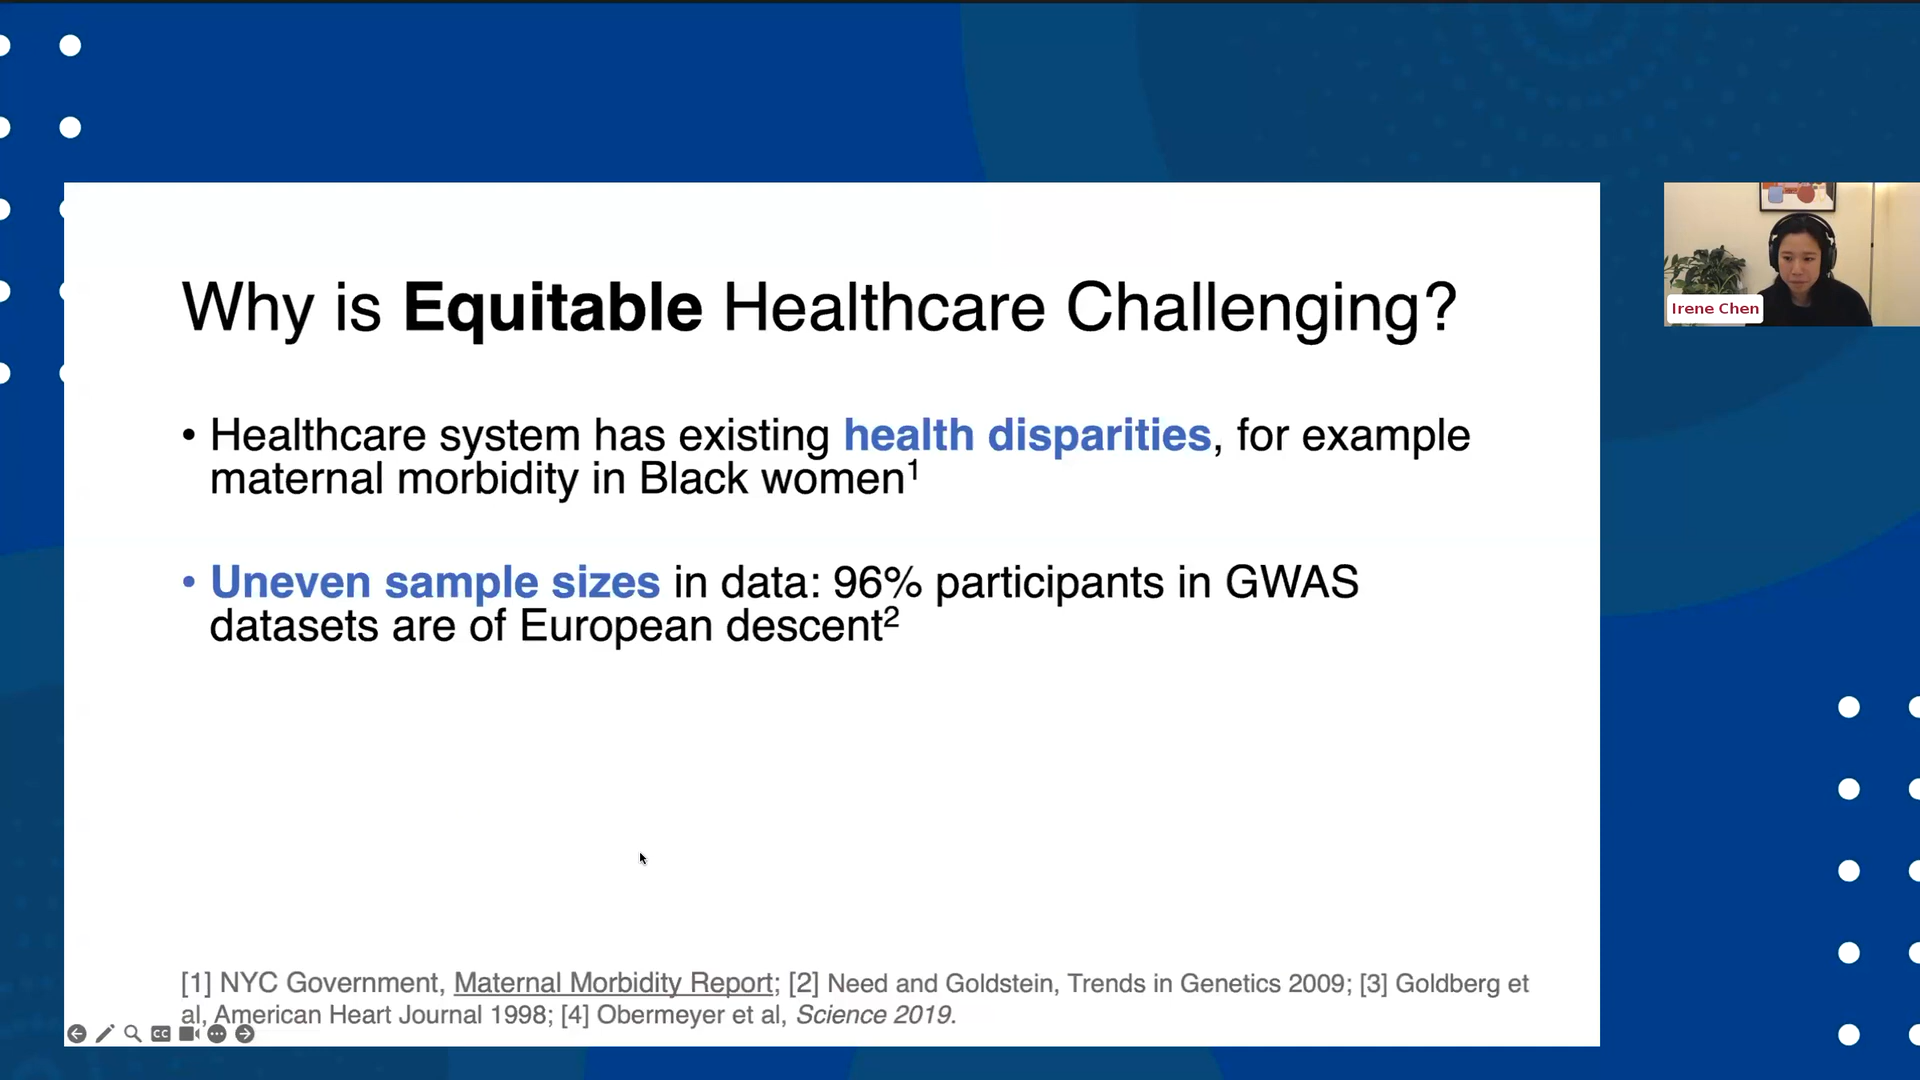 Why is Equitable Healthcare Challenging?
• Healthcare system has existing health disparities, for example
maternal morbidity in Black women¹
• Uneven sample sizes in data: 96% participants in GWAS
datasets are of European descent²
[1] NYC Government, Maternal Morbidity Report; [2] Need and Goldstein, Trends in Genetics 2009; [3] Goldberg et
al, American Heart Journal 1998; [4] Obermeyer et al, Science 2019.
CC
Irene Chen